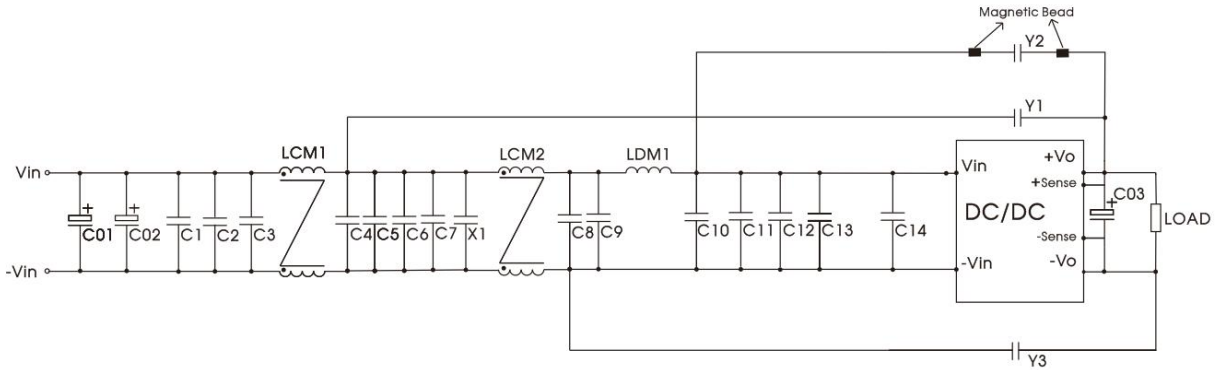 Magnetic Bead
Y2
Y1
LCM1
LCM2
LDM1
Vin
Vin
+Vo
+Sense
+
C01
+
C02
C1
C2
C3
C4
C5
C6
C7
X1
C8
C9
C10
C11
C12
C13
C14
DC/DC
+
C03
LOAD
-Sense
-Vin
-Vin
-Vo
Y3